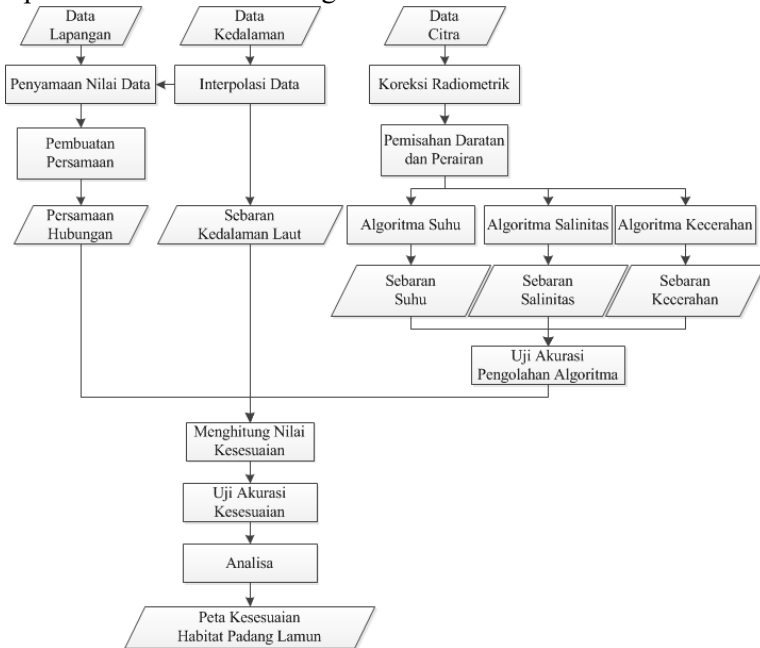 Data
Lapangan
Data
Kedalaman
Data
Citra
Penyamaan Nilai Data
Interpolasi Data
Koreksi Radiometrik
Pembuatan
Persamaan
Pemisahan Daratan
dan Perairan
Persamaan
Hubungan
Sebaran
Kedalaman Laut
Algoritma Suhu
Algoritma Salinitas
Algoritma Kecerahan
Sebaran
Suhu
Sebaran
Salinitas
Sebaran
Kecerahan
Uji Akurasi
Pengolahan Algoritma
Menghitung Nilai
Kesesuaian
Uji Akurasi
Kesesuaian
Analisa
Peta Kesesuaian
Habitat Padang Lamun